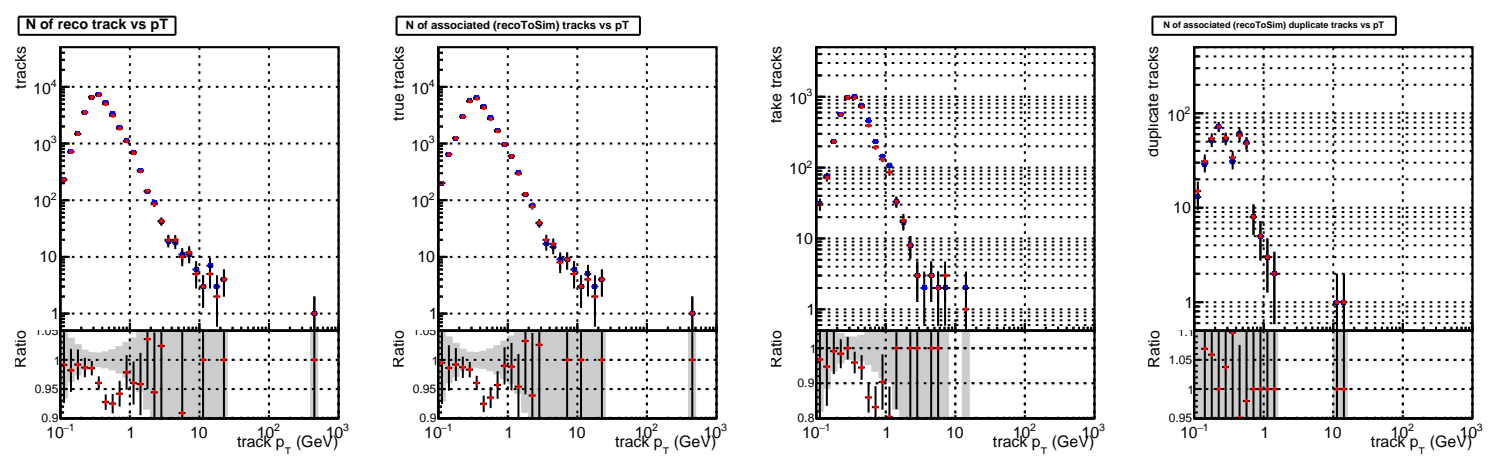 N of reco track vs pT
tracks
10^4
10^3
10^2
10
1
Ratio
1.05
1
0.95
0.9
10^-1 1 10 10^2 10^3
track p_T (GeV)
N of associated (recoToSim) tracks vs pT
true tracks
10^4
10^3
10^2
10
1
Ratio
1.05
1
0.95
0.9
10^-1 1 10 10^2 10^3
track p_T (GeV)
fake tracks
10^3
10^2
10
1
Ratio
1
0.9
0.8
10^-1 1 10 10^2 10^3
track p_T (GeV)
N of associated (recoToSim) duplicate tracks vs pT
duplicate tracks
10^2
10
1
Ratio
1.1
1.05
1
0.95
10^-1 1 10 10^2 10^3
track p_T (GeV)